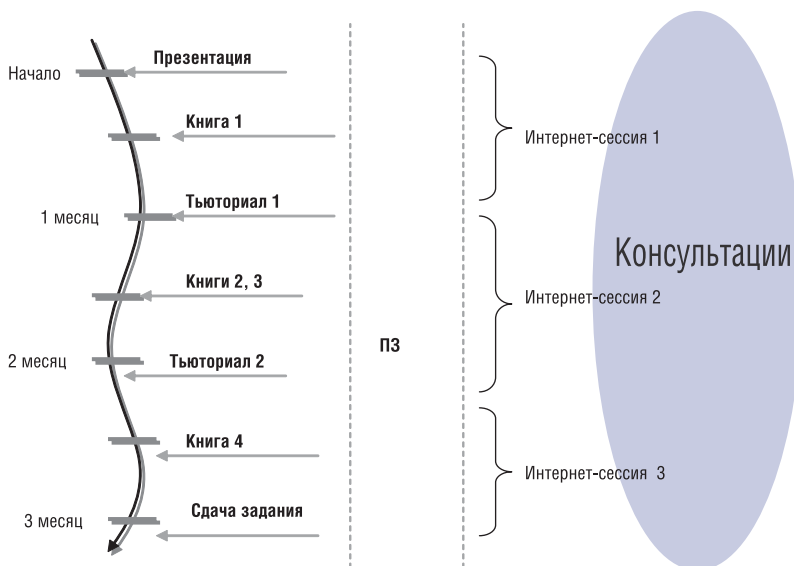 Начало
Презентация
Книга 1
Интернет-сессия 1
1 месяц
Тьюториал 1
Консультации
Книги 2, 3
Интернет-сессия 2
2 месяц
Тьюториал 2
ПЗ
Книга 4
Интернет-сессия 3
3 месяц
Сдача задания